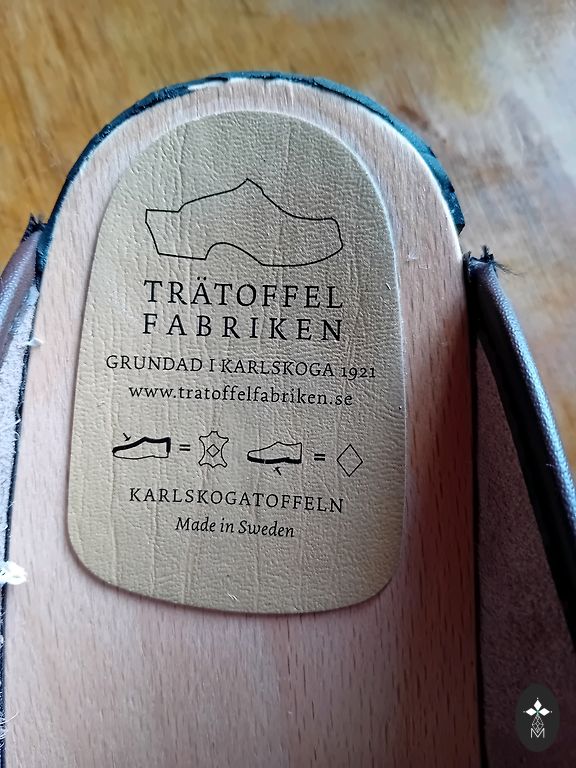 TRÄTOFFEL
FABRIKEN
GRUNDAD I KARLSKOGA 1921
www.tratoffelfabriken.se
= =
KARLSKOGATOFFELN
Made in Sweden
M